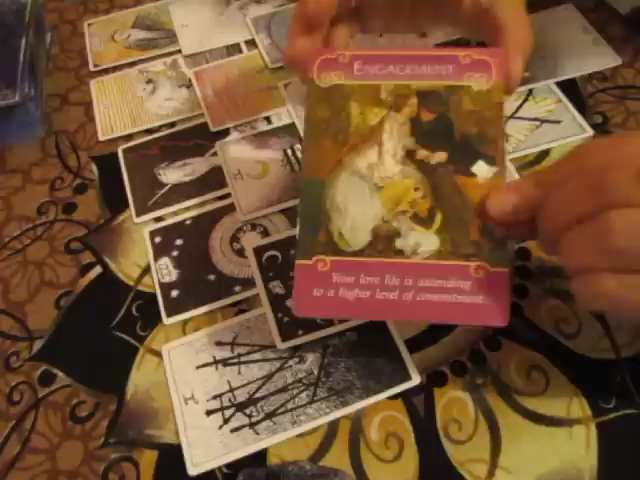 ENGAGEMENT
Your love life is ascending
to a higher level of commitment.
X